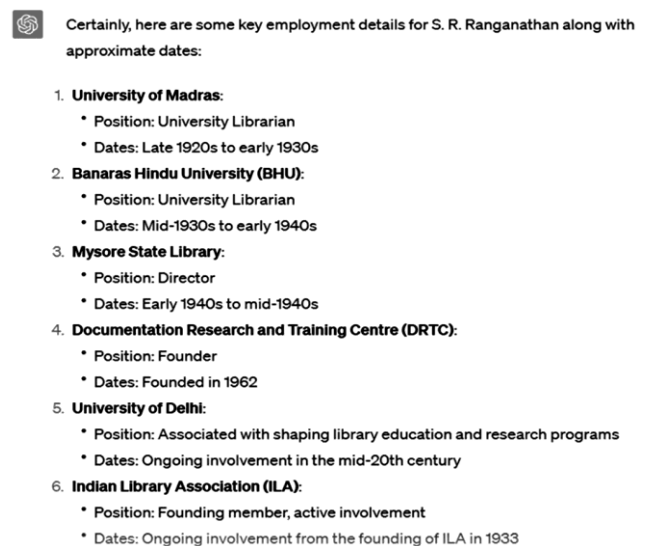 Certainly, here are some key employment details for S. R. Ranganathan along with
approximate dates:
1. University of Madras:
• Position: University Librarian
• Dates: Late 1920s to early 1930s
2. Banaras Hindu University (BHU):
• Position: University Librarian
• Dates: Mid-1930s to early 1940s
3. Mysore State Library:
• Position: Director
• Dates: Early 1940s to mid-1940s
4. Documentation Research and Training Centre (DRTC):
• Position: Founder
• Dates: Founded in 1962
5. University of Delhi:
• Position: Associated with shaping library education and research programs
• Dates: Ongoing involvement in the mid-20th century
6. Indian Library Association (ILA):
• Position: Founding member, active involvement
• Dates: Ongoing involvement from the founding of ILA in 1933